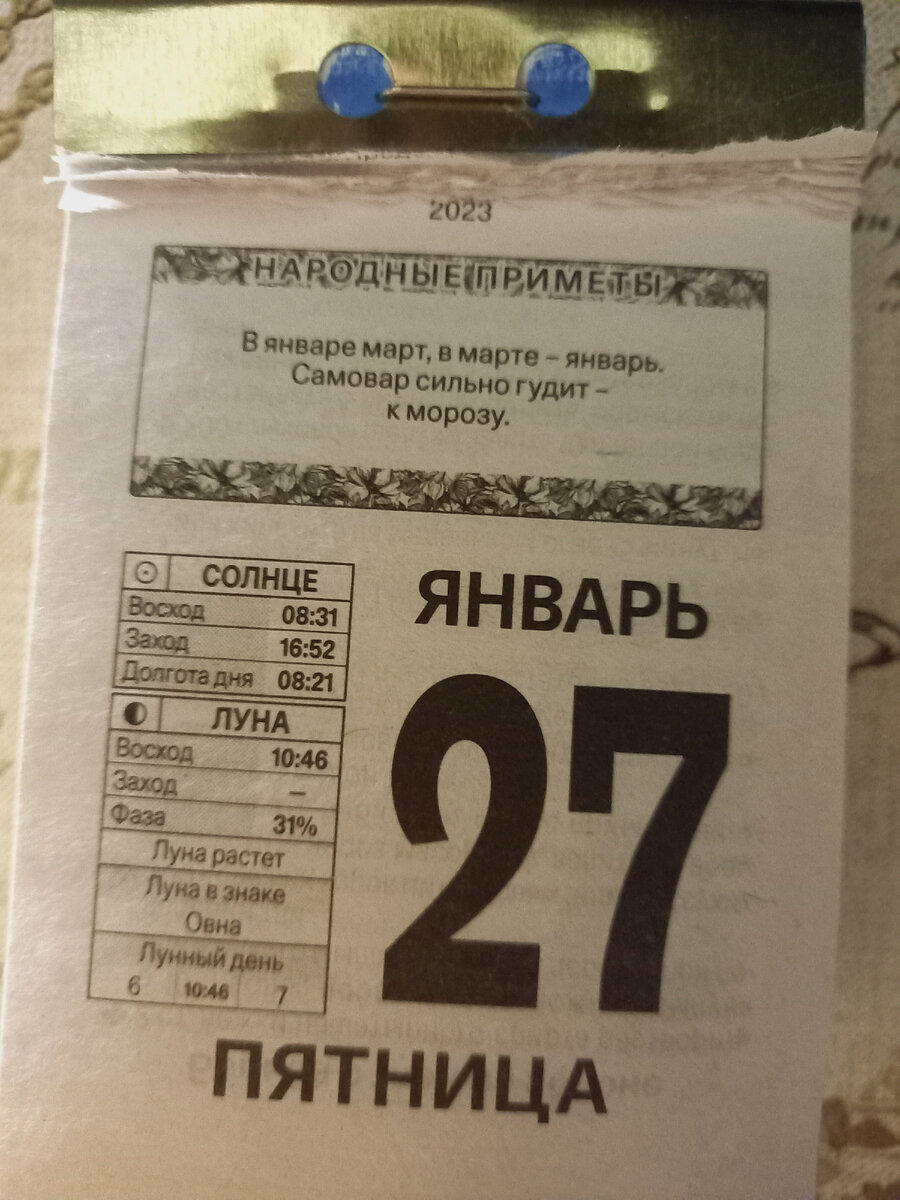 2023
НАРОДНЫЕ ПРИМЕТЫ
В январе март, в марте – январь.
Самовар сильно гудит –
к морозу.
СОЛНЦЕ
Восход 08:31
Заход 16:52
Долгота дня 08:21
ЛУНА
Восход 10:46
Заход –
Фаза 31%
Луна растет
Луна в знаке
Овна
Лунный день
6 10:46 7
ЯНВАРЬ
27
ПЯТНИЦА